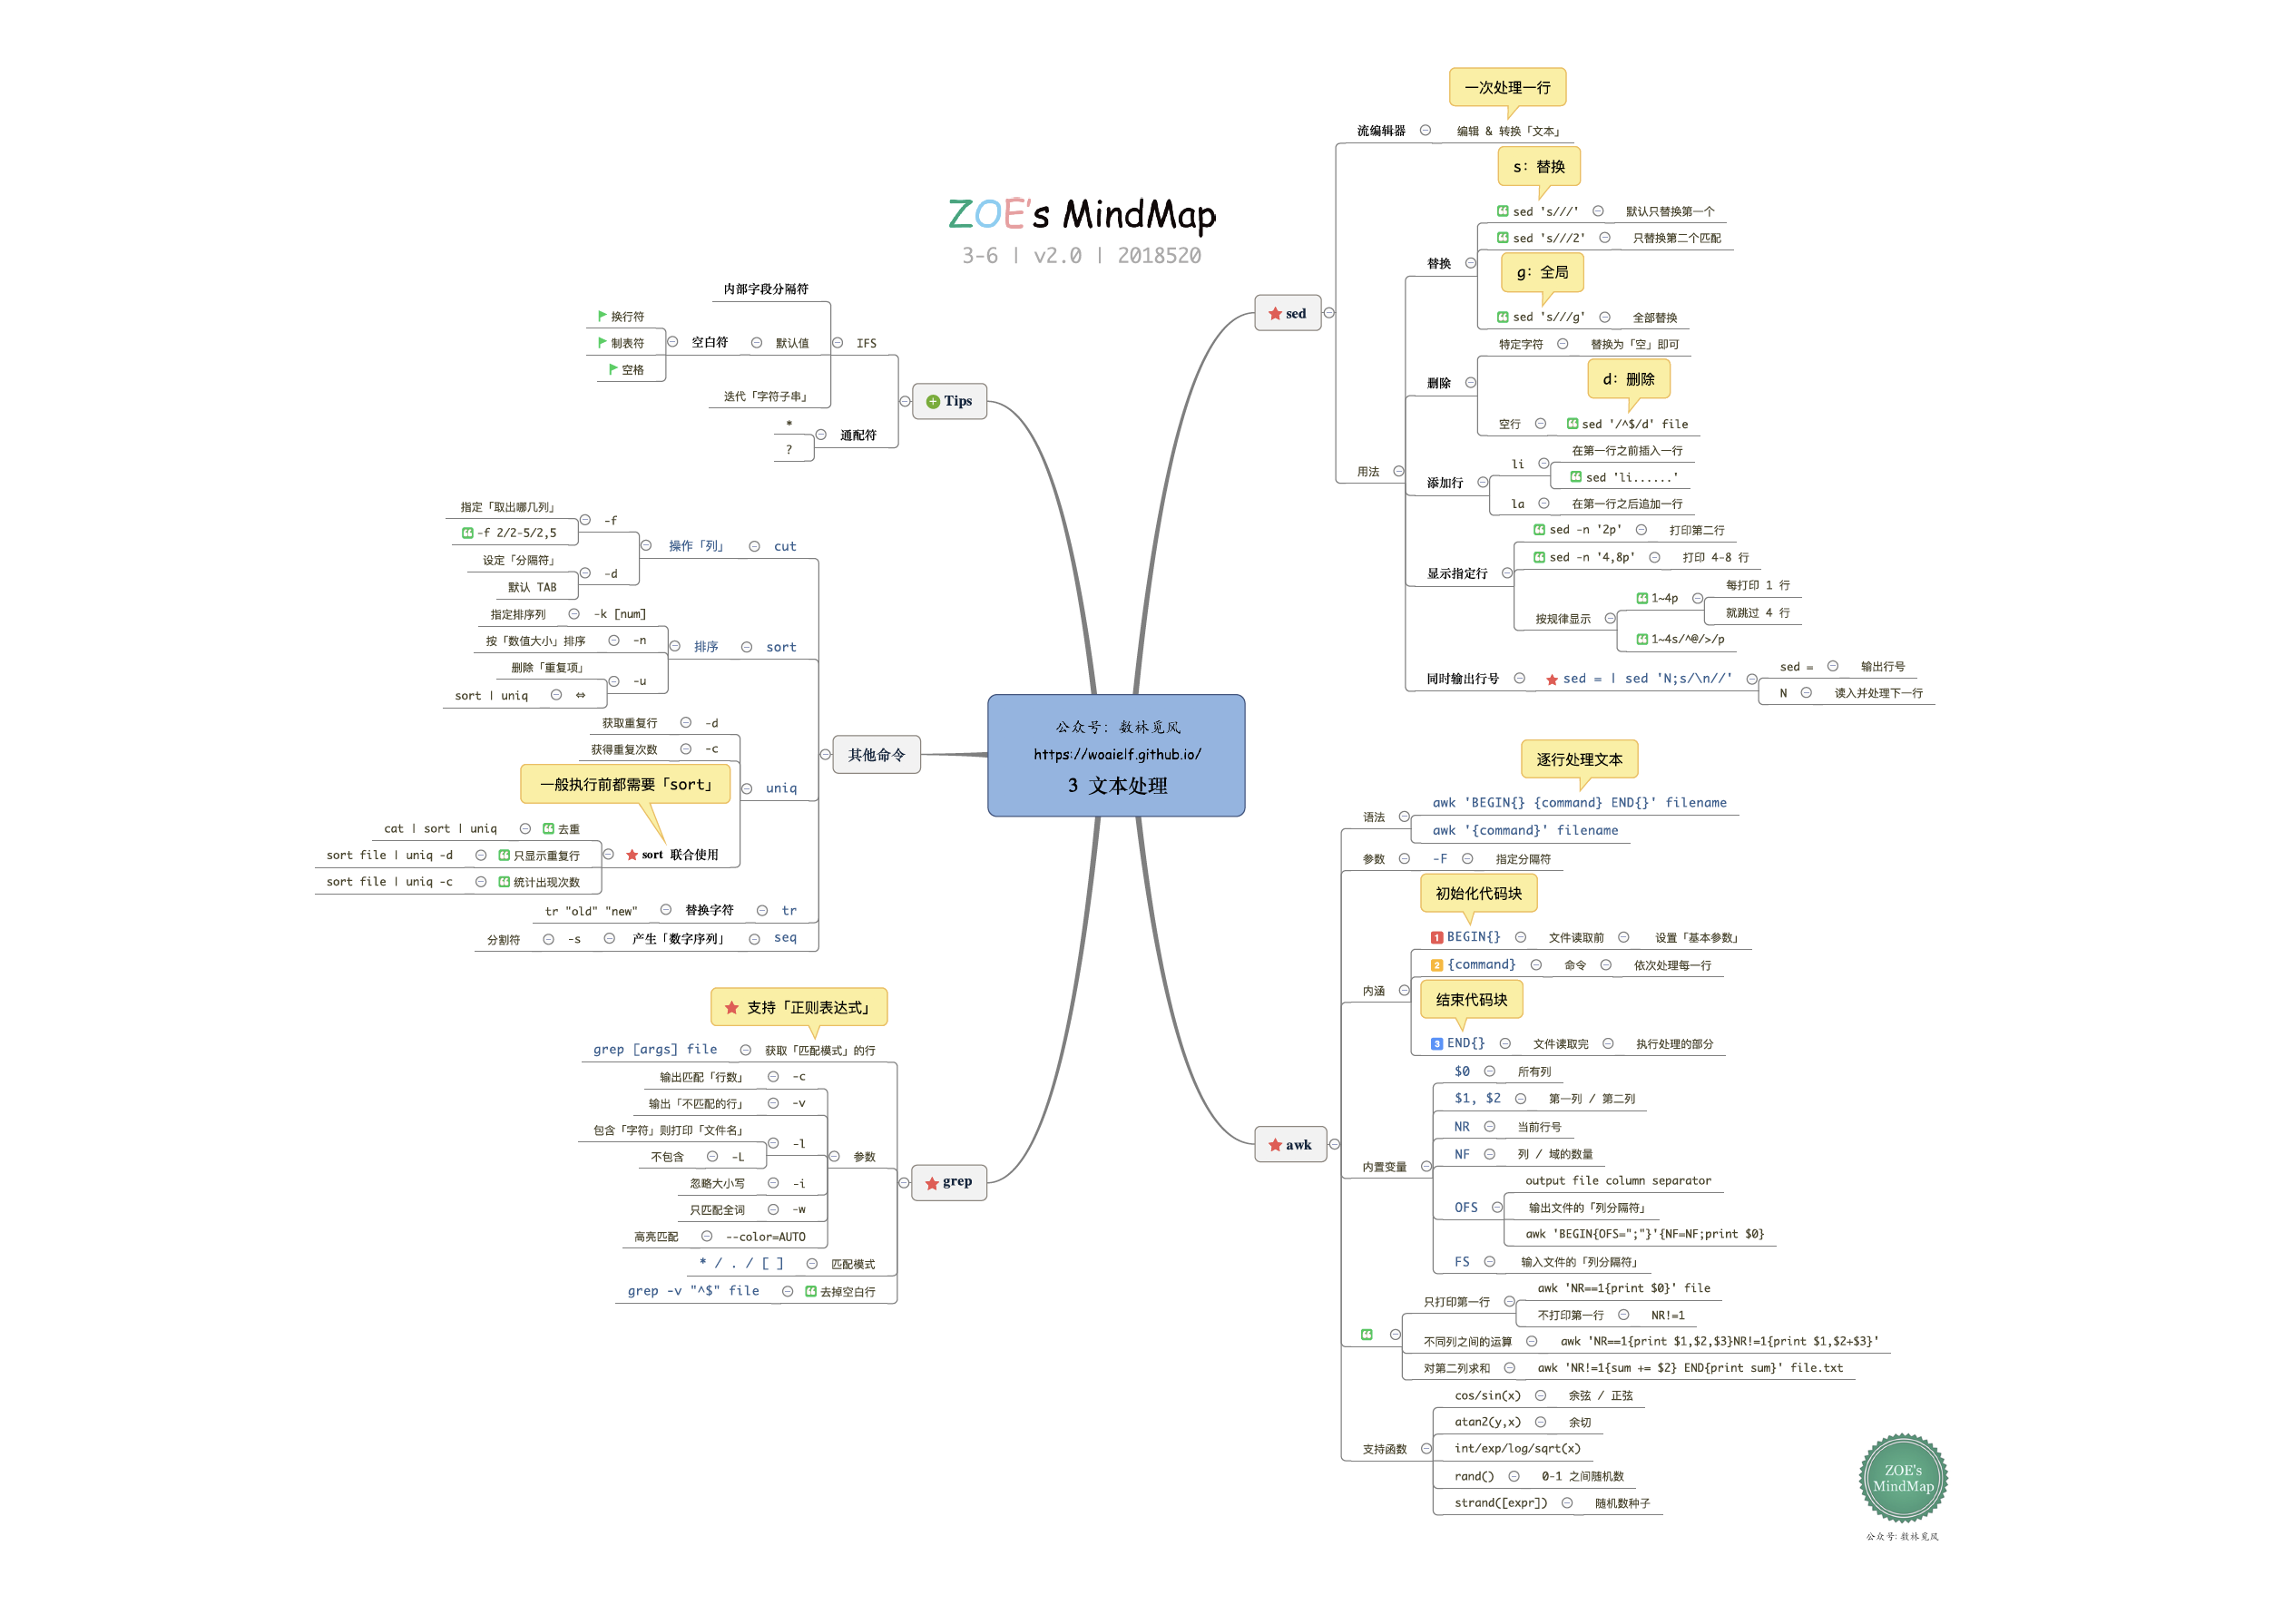 ZOE's MindMap
3-6 | v2.0 | 2018520
公众号：数林觅风
https://woaielf.github.io/
3 文本处理
sed
一次处理一行
流编辑器
编辑 & 转换「文本」
用法
替换
s：替换
sed 's///'
默认只替换第一个
sed 's///2'
只替换第二个匹配
g：全局
sed 's///g'
全部替换
删除
特定字符
替换为「空」即可
d：删除
空行
sed '/^$/d' file
添加行
li
在第一行之前插入一行
sed 'li......'
la
在第一行之后追加一行
显示指定行
sed -n '2p'
打印第二行
sed -n '4,8p'
打印 4-8 行
按规律显示
1~4p
每打印 1 行
就跳过 4 行
1~4s/^@/>/p
同时输出行号
sed = | sed 'N;s/\n//'
sed =
输出行号
N
读入并处理下一行
awk
逐行处理文本
语法
awk 'BEGIN{} {command} END{}' filename
awk '{command}' filename
参数
-F
指定分隔符
内涵
初始化代码块
1 BEGIN{}
文件读取前
设置「基本参数」
2 {command}
命令
依次处理每一行
结束代码块
3 END{}
文件读取完
执行处理的部分
内置变量
$0
所有列
$1, $2
第一列 / 第二列
NR
当前行号
NF
列 / 域的数量
OFS
output file column separator
输出文件的「列分隔符」
awk 'BEGIN{OFS=";"}'{NF=NF;print $0}
FS
输入文件的「列分隔符」
只打印第一行
awk 'NR==1{print $0}' file
不打印第一行
NR!=1
不同列之间的运算
awk 'NR==1{print $1,$2,$3}NR!=1{print $1,$2+$3}'
对第二列求和
awk 'NR!=1{sum += $2} END{print sum}' file.txt
支持函数
cos/sin(x)
余弦 / 正弦
atan2(y,x)
余切
int/exp/log/sqrt(x)
rand()
0-1 之间随机数
strand([expr])
随机数种子
Tips
IFS
内部字段分隔符
默认值
空白符
换行符
制表符
空格
迭代「字符子串」
通配符
*
?
其他命令
cut
操作「列」
-f
指定「取出哪几列」
-f 2/2-5/2,5
-d
设定「分隔符」
默认 TAB
sort
排序
-k [num]
指定排序列
-n
按「数值大小」排序
-u
删除「重复项」
⇔
sort | uniq
uniq
-d
获取重复行
-c
获得重复次数
一般执行前都需要「sort」
sort 联合使用
去重
cat | sort | uniq
只显示重复行
sort file | uniq -d
统计出现次数
sort file | uniq -c
tr
替换字符
tr "old" "new"
seq
产生「数字序列」
-s
分割符
grep
支持「正则表达式」
获取「匹配模式」的行
grep [args] file
参数
-c
输出匹配「行数」
-v
输出「不匹配的行」
-l
包含「字符」则打印「文件名」
-L
不包含
-i
忽略大小写
-w
只匹配全词
--color=AUTO
高亮匹配
匹配模式
* / . / [ ]
去掉空白行
grep -v "^$" file
ZOE's
MindMap
公众号：数林觅风